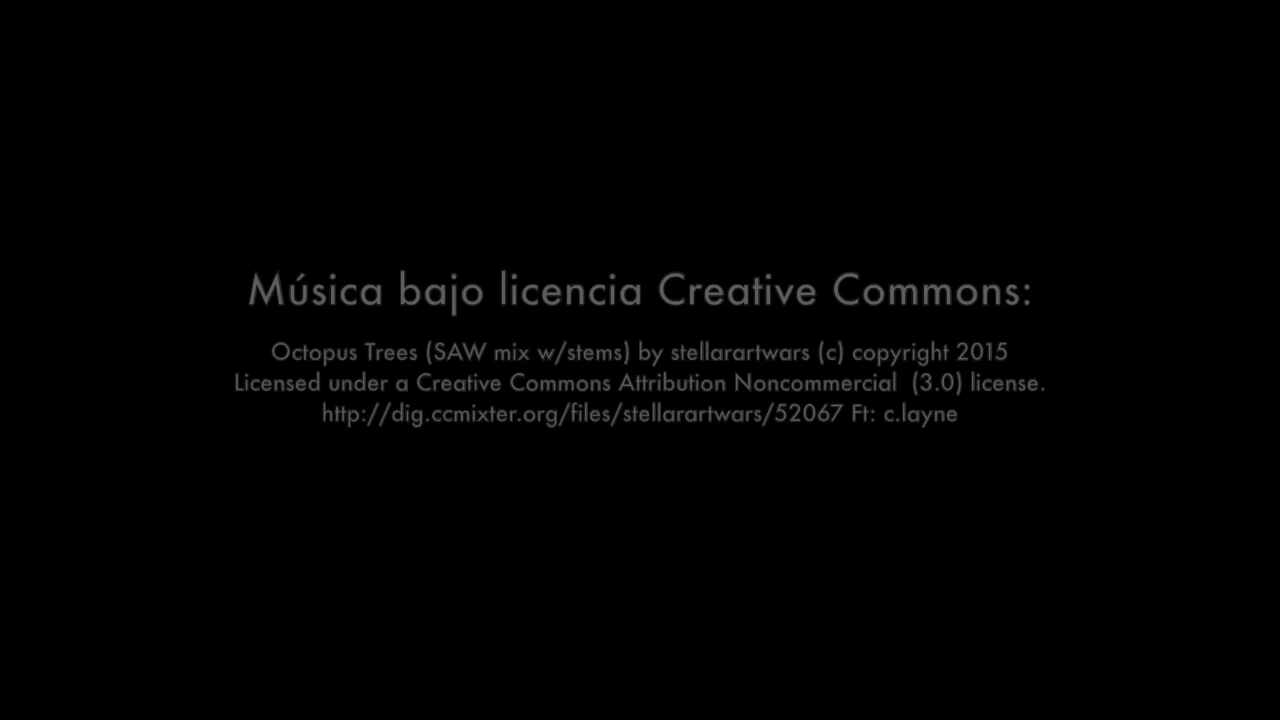 Música bajo licencia Creative Commons:
Octopus Trees (SAW mix w/stems) by stellarartwars (c) copyright 2015
Licensed under a Creative Commons Attribution Noncommercial  (3.0) license.
http://dig.ccmixter.org/files/stellarartwars/52067 Ft: c.layne